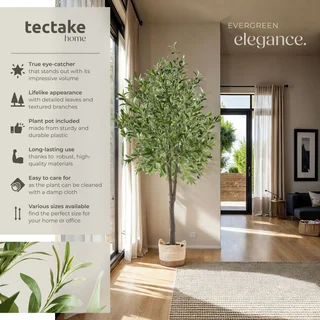 tectake
home
EVERGREEN
elegance.
True eye-catcher
that stands out with its
impressive volume
Lifelike appearance
with detailed leaves and
textured branches
Plant pot included
made from sturdy and
durable plastic
Long-lasting use
thanks to robust, high-
quality materials
Easy to care for
as the plant can be cleaned
with a damp cloth
Various sizes available
find the perfect size for
your home or office